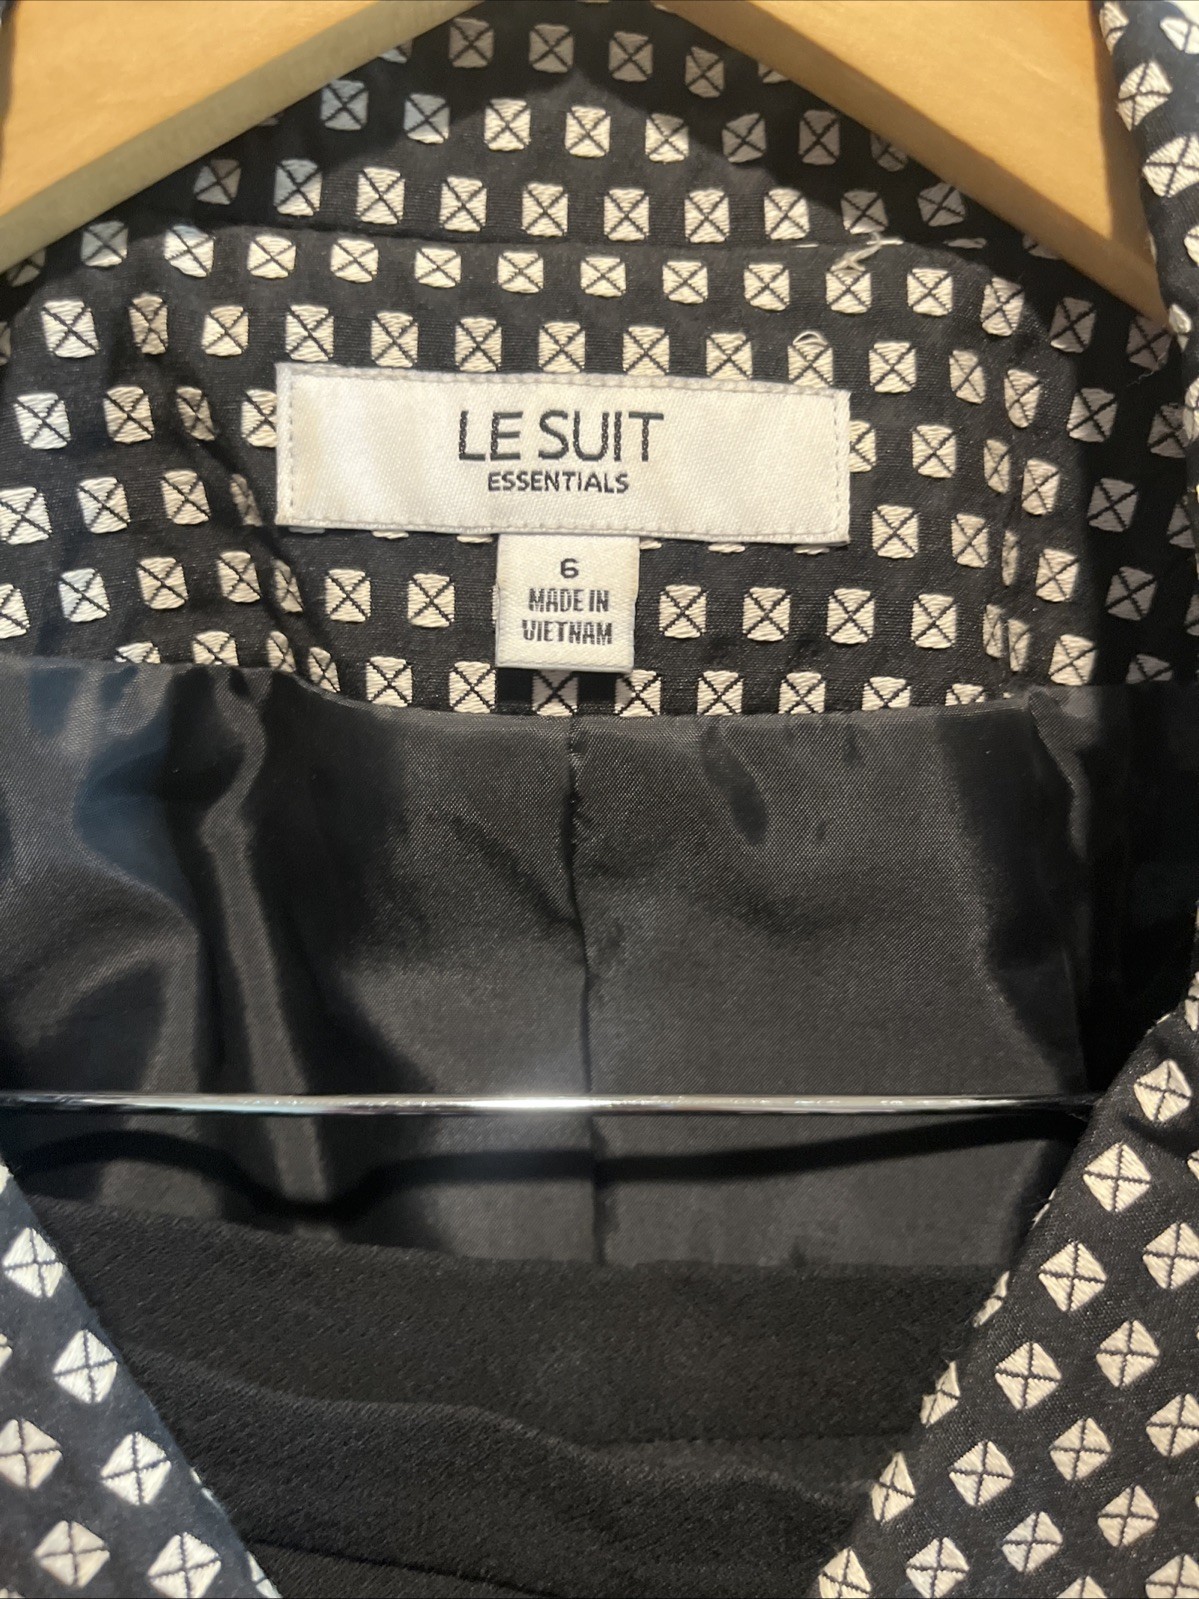 LE SUIT
ESSENTIALS
6
MADE IN
VIETNAM